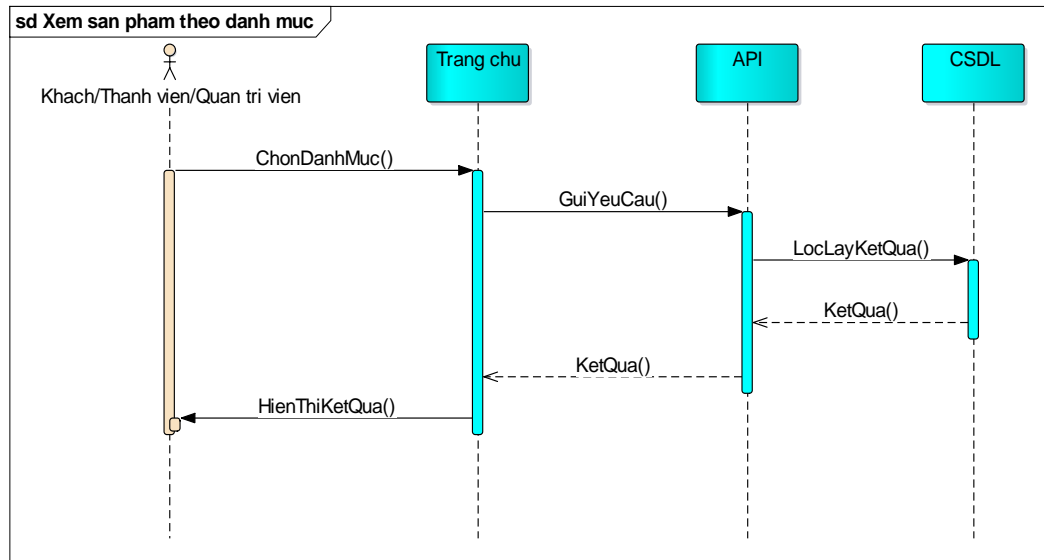 sd Xem san pham theo danh muc
Khach/Thanh vien/Quan tri vien
Trang chu
API
CSDL
ChonDanhMuc()
GuiYeuCau()
LocLayKetQua()
KetQua()
KetQua()
HienThiKetQua()